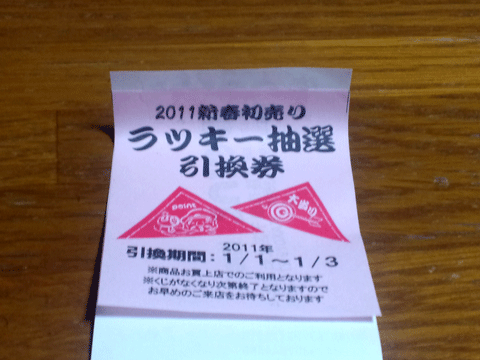 2011新春初売り
ラッキー抽選
引換券
point
大当り
引換期間：2011年
1/1～1/3
※商品お買上店でのご利用となります
※くじがなくなり次第終了となりますので
お早めのご来店をお待ちしております